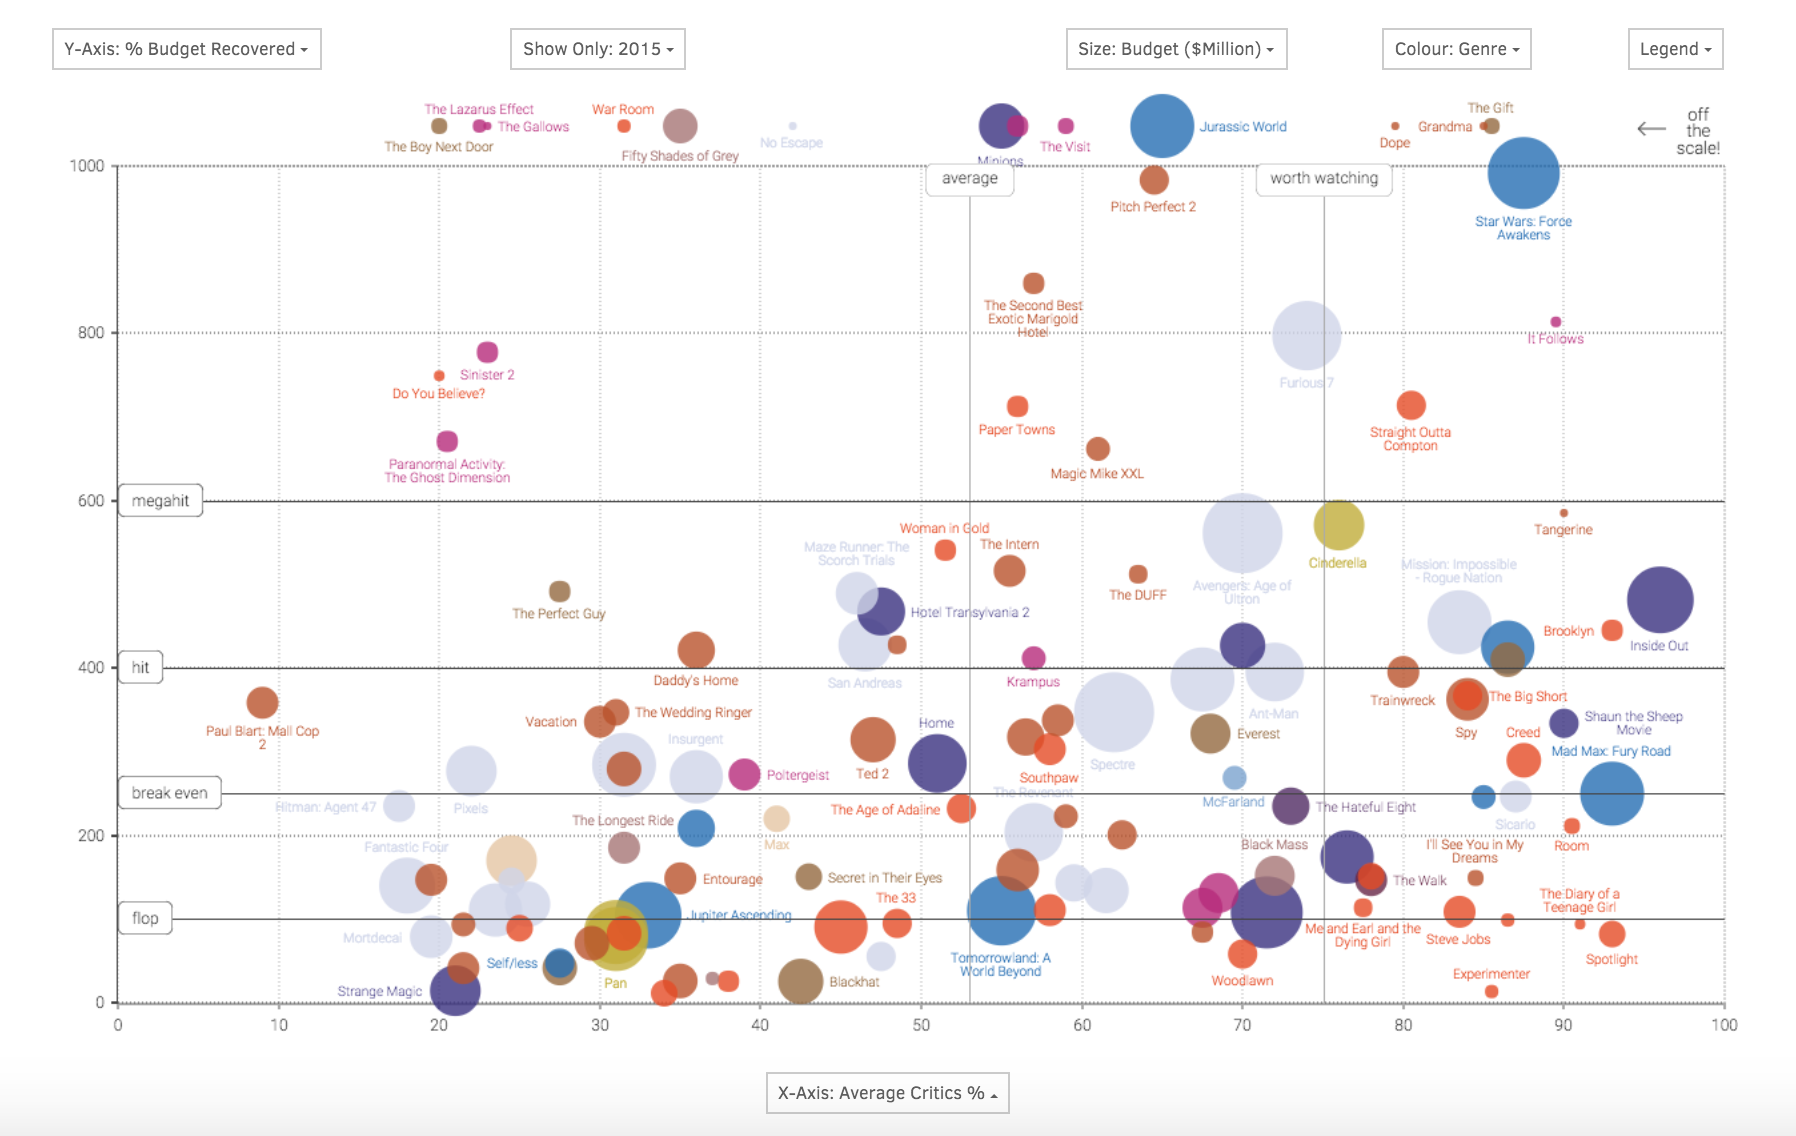 Y-Axis: % Budget Recovered
Show Only: 2015
Size: Budget ($Million)
Colour: Genre
Legend
The Lazarus Effect
The Gallows
The Boy Next Door
War Room
Fifty Shades of Grey
No Escape
Minions
The Visit
Jurassic World
The Gift
Dope
Grandma
off
the
scale!
1000
average
worth watching
Pitch Perfect 2
Star Wars: Force
Awakens
The Second Best
Exotic Marigold
Hotel
800
Furious 7
It Follows
Sinister 2
Do You Believe?
Paper Towns
Straight Outta
Compton
Paranormal Activity:
The Ghost Dimension
Magic Mike XXL
600
megahit
Woman in Gold
Tangerine
Maze Runner: The
Scorch Trials
The Intern
Cinderella
Mission: Impossible
- Rogue Nation
Avengers: Age of
Ultron
The DUFF
The Perfect Guy
Hotel Transylvania 2
Brooklyn
Inside Out
400
hit
Daddy's Home
San Andreas
Krampus
Trainwreck
The Big Short
Ant-Man
Vacation
The Wedding Ringer
Home
Everest
Spy
Creed
Shaun the Sheep
Movie
Paul Blart: Mall Cop
2
Insurgent
Mad Max: Fury Road
Ted 2
Southpaw
Spectre
Poltergeist
break even
Hitman: Agent 47
Pixels
The Revenant
McFarland
The Age of Adaline
The Hateful Eight
Sicario
The Longest Ride
200
Max
Black Mass
I'll See You in My
Dreams
Room
Fantastic Four
Entourage
Secret in Their Eyes
The Walk
The Diary of a
Teenage Girl
The 33
flop
Jupiter Ascending
Me and Earl and the
Dying Girl
Steve Jobs
Mortdecai
Self/less
Tomorrowland: A
World Beyond
Spotlight
Pan
Blackhat
Woodlawn
Experimenter
Strange Magic
0
0
10
20
30
40
50
60
70
80
90
100
X-Axis: Average Critics %